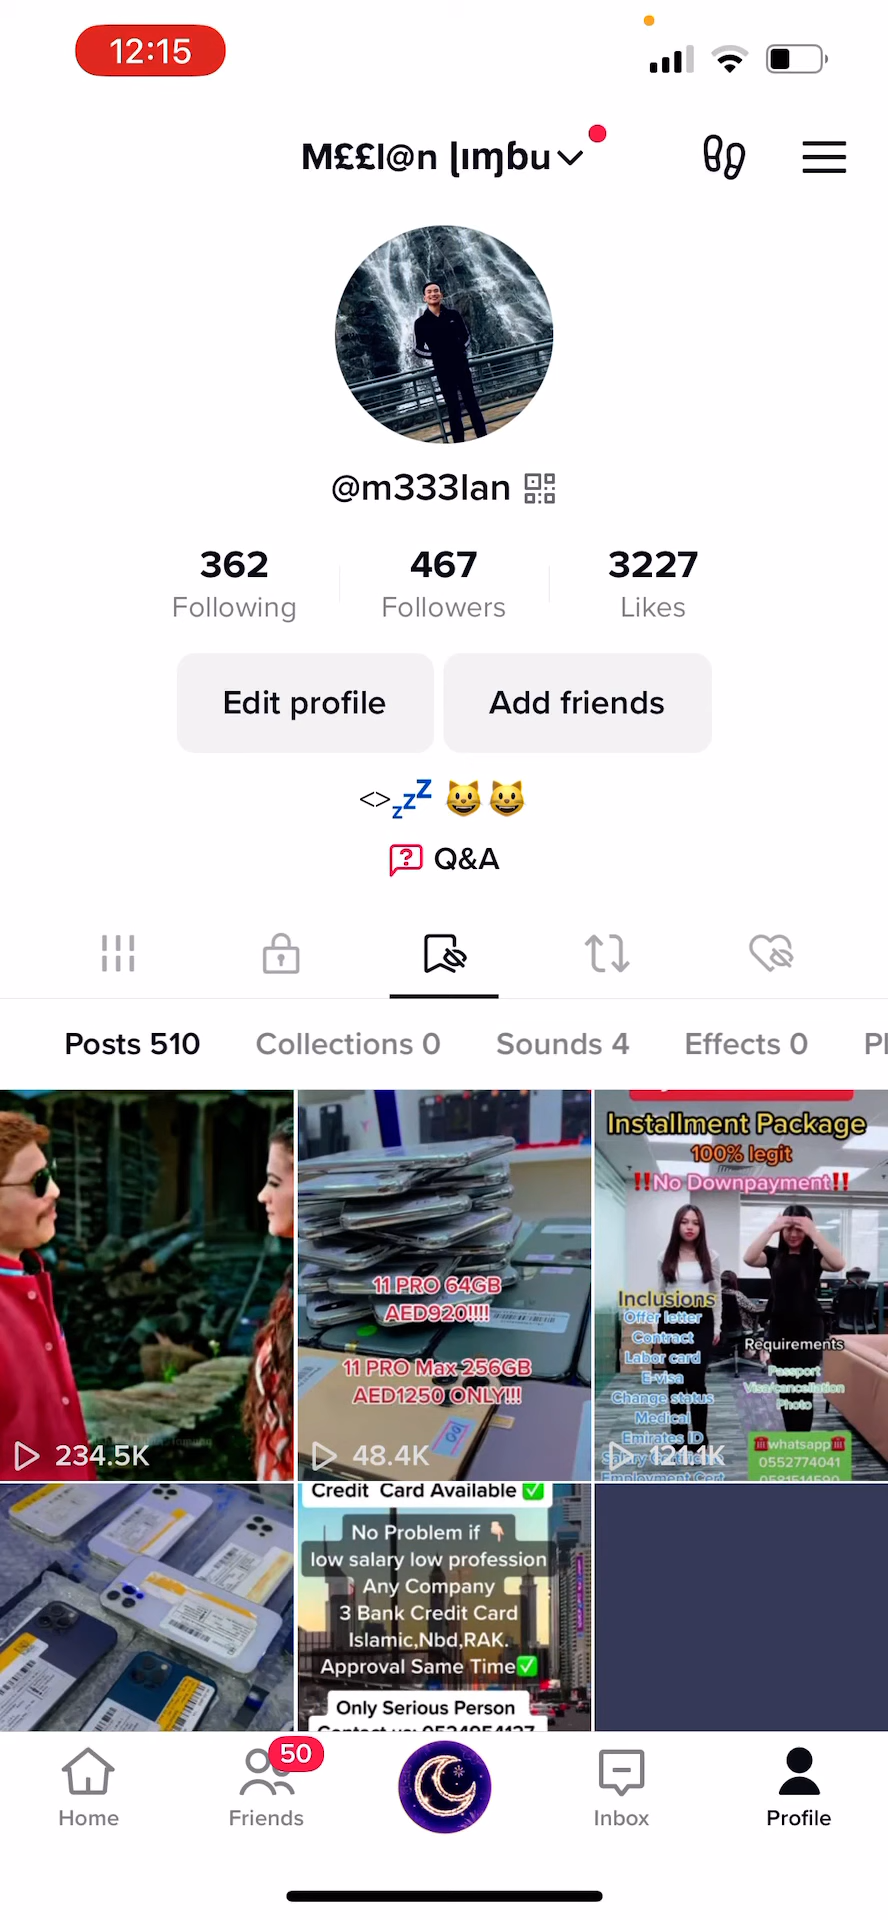 12:15
M££l@n ɭıɱɓu
@m333lan
362
Following
467
Followers
3227
Likes
Edit profile
Add friends
<>💤 😺😺
Q&A
Posts 510
Collections 0
Sounds 4
Effects 0
Pl
234.5K
11 PRO 64GB
AED920!!!!
11 PRO Max 256GB
AED1250 ONLY!!!
48.4K
Installment Package
100% legit
‼️No Downpayment‼️
Inclusions
Offer letter
Contract
Labor card
E-visa
Change status
Medical
Emirates ID
Requirements
Passport
Visa/cancellation
Photo
☎️whatsapp☎️
0552774041
121.1K
Credit Card Available ✅
No Problem if 👇🏻
low salary low profession
Any Company
3 Bank Credit Card
Islamic,Nbd,RAK.
Approval Same Time✅
Only Serious Person
Home
50
Friends
Inbox
Profile